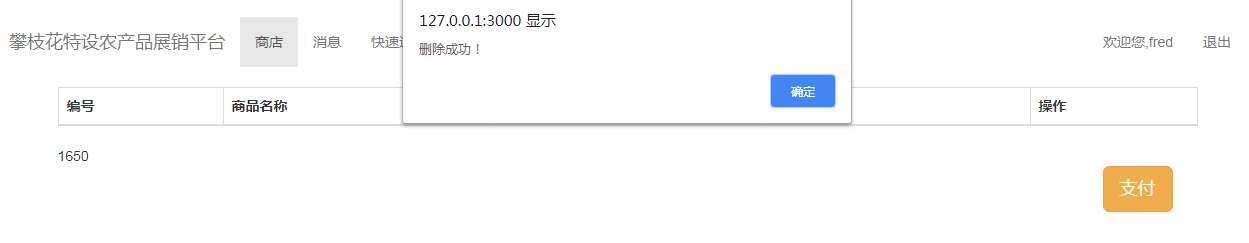 127.0.0.1:3000 显示
删除成功！
确定
攀枝花特设农产品展销平台 商店 消息 欢迎您,fred 退出
编号 商品名称 操作
1650
支付